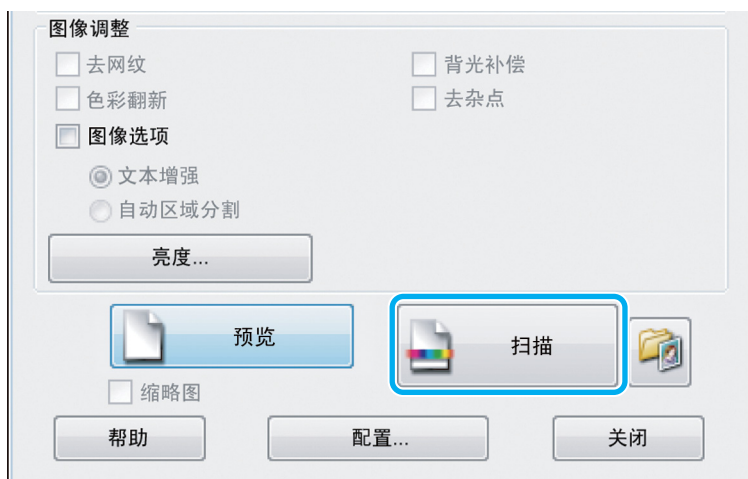 图像调整
去网纹
背光补偿
色彩翻新
去杂点
图像选项
文本增强
自动区域分割
亮度...
预览
扫描
缩略图
帮助
配置...
关闭